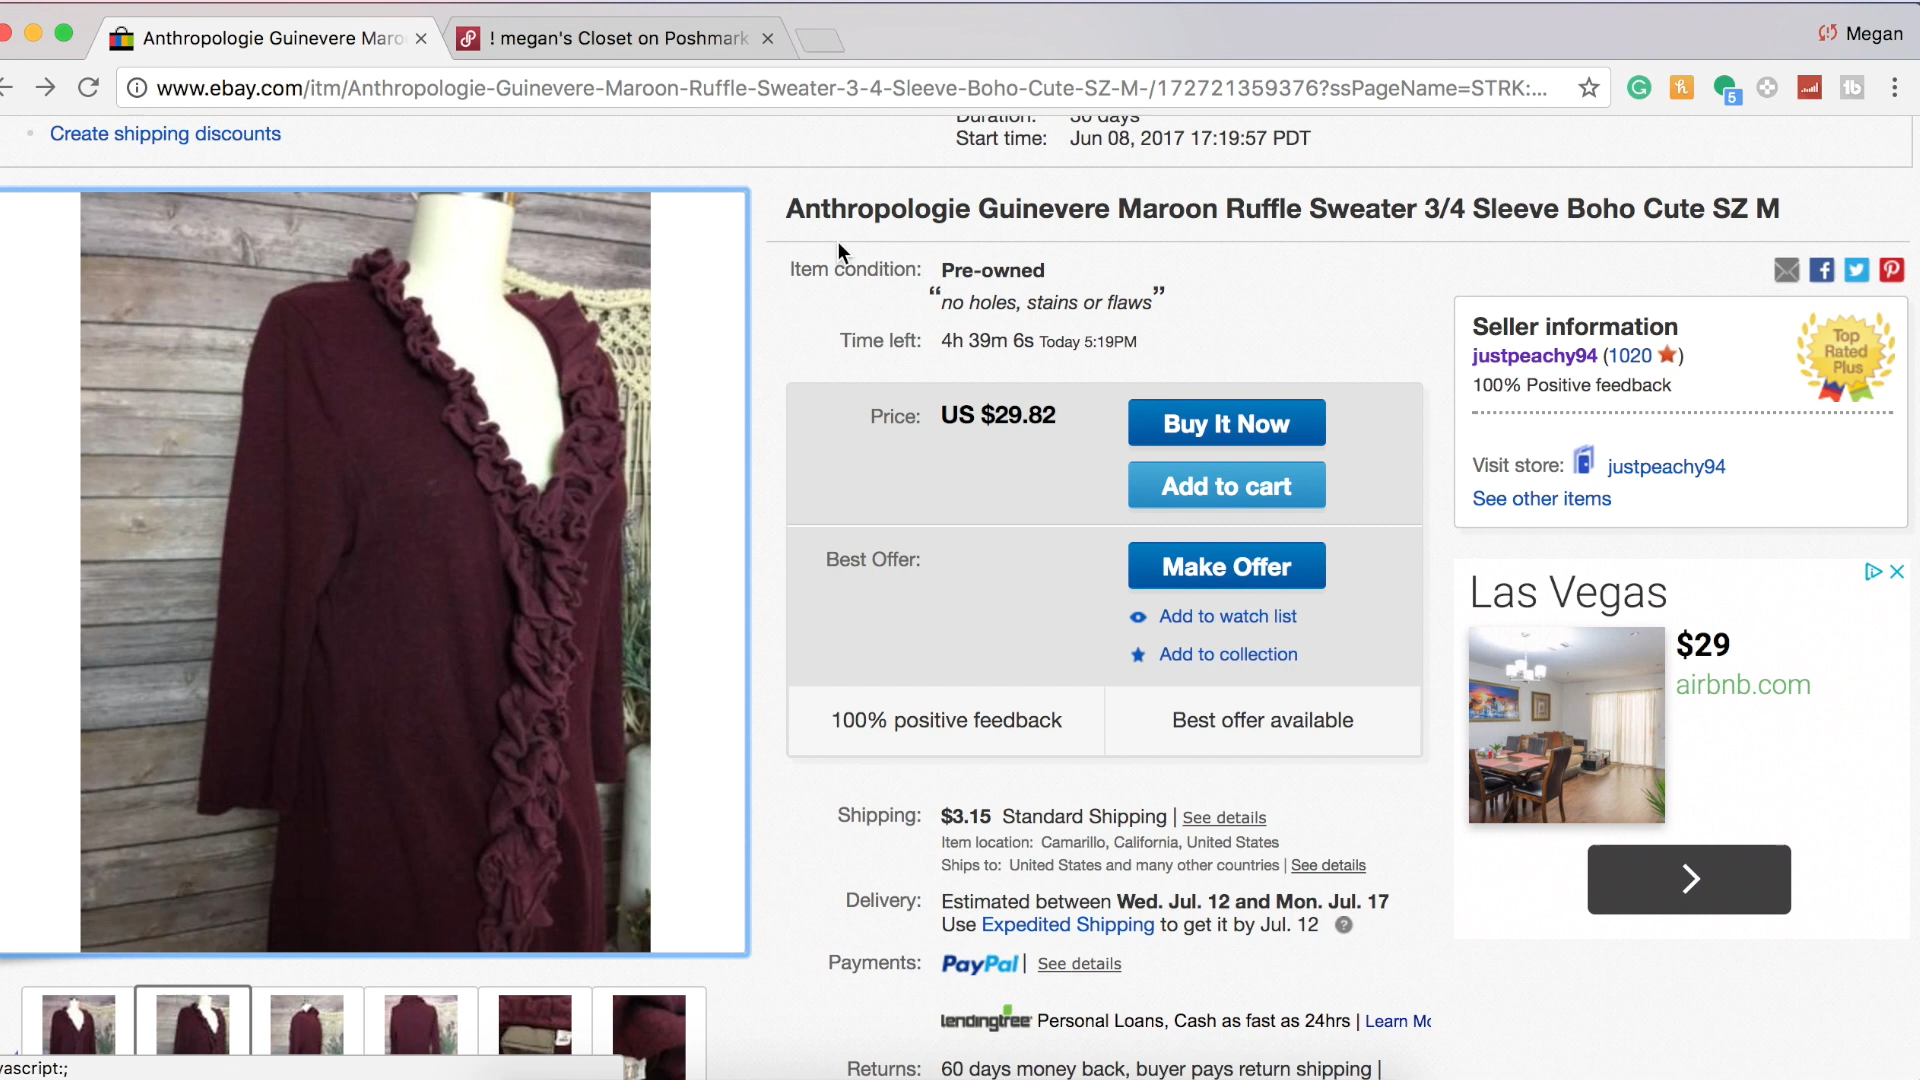 Anthropologie Guinevere Maro
! megan's Closet on Poshmark
Megan
www.ebay.com/itm/Anthropologie-Guinevere-Maroon-Ruffle-Sweater-3-4-Sleeve-Boho-Cute-SZ-M-/172721359376?ssPageName=STRK:...
5
Create shipping discounts
Duration: 30 days
Start time: Jun 08, 2017 17:19:57 PDT
Anthropologie Guinevere Maroon Ruffle Sweater 3/4 Sleeve Boho Cute SZ M
Item condition: Pre-owned
“no holes, stains or flaws”
Time left: 4h 39m 6s Today 5:19PM
Price: US $29.82
Buy It Now
Add to cart
Best Offer:
Make Offer
Add to watch list
Add to collection
100% positive feedback
Best offer available
Shipping: $3.15 Standard Shipping | See details
Item location: Camarillo, California, United States
Ships to: United States and many other countries | See details
Delivery: Estimated between Wed. Jul. 12 and Mon. Jul. 17
Use Expedited Shipping to get it by Jul. 12
Payments: PayPal | See details
lendingtree Personal Loans, Cash as fast as 24hrs | Learn Mo
Returns: 60 days money back, buyer pays return shipping |
Seller information
justpeachy94 (1020 ★)
100% Positive feedback
Top
Rated
Plus
Visit store: justpeachy94
See other items
Las Vegas
$29
airbnb.com
vascript:;